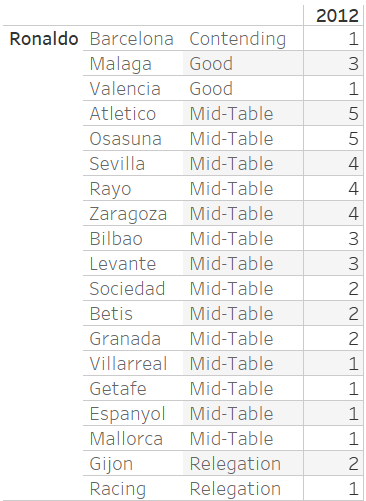 2012
Ronaldo Barcelona Contending 1
Malaga Good 3
Valencia Good 1
Atletico Mid-Table 5
Osasuna Mid-Table 5
Sevilla Mid-Table 4
Rayo Mid-Table 4
Zaragoza Mid-Table 4
Bilbao Mid-Table 3
Levante Mid-Table 3
Sociedad Mid-Table 2
Betis Mid-Table 2
Granada Mid-Table 2
Villarreal Mid-Table 1
Getafe Mid-Table 1
Espanyol Mid-Table 1
Mallorca Mid-Table 1
Gijon Relegation 2
Racing Relegation 1